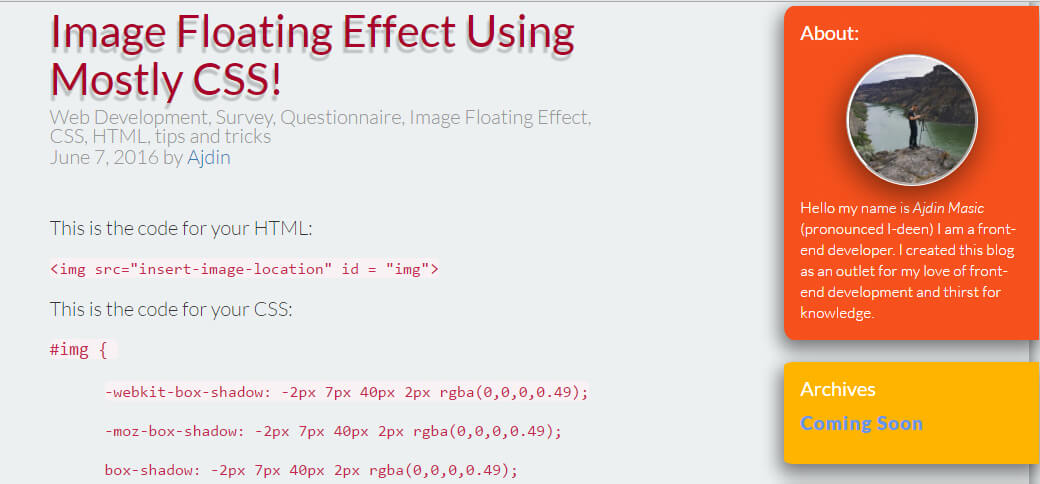 Image Floating Effect Using
Mostly CSS!
Web Development, Survey, Questionnaire, Image Floating Effect,
CSS, HTML, tips and tricks
June 7, 2016 by Ajdin
This is the code for your HTML:
<img src="insert-image-location" id = "img">
This is the code for your CSS:
#img {
-webkit-box-shadow: -2px 7px 40px 2px rgba(0,0,0,0.49);
-moz-box-shadow: -2px 7px 40px 2px rgba(0,0,0,0.49);
box-shadow: -2px 7px 40px 2px rgba(0,0,0,0.49);
About:
Hello my name is Ajdin Masic
(pronounced I-deen) I am a front-
end developer. I created this blog
as an outlet for my love of front-
end development and thirst for
knowledge.
Archives
Coming Soon